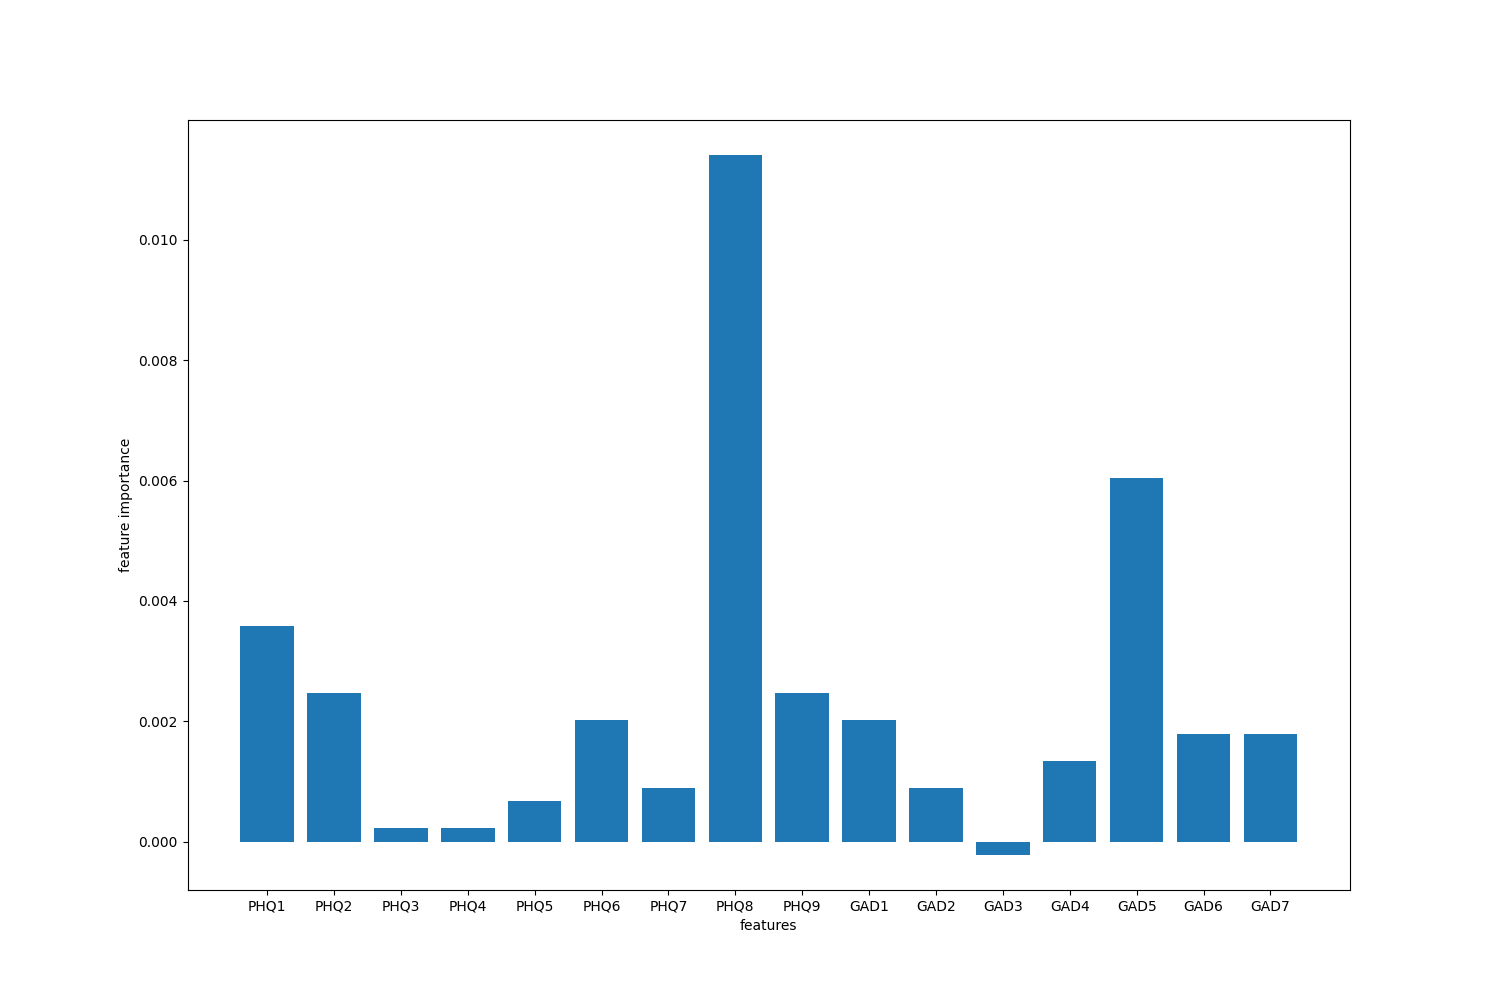 feature importance
0.010
0.008
0.006
0.004
0.002
0.000
PHQ1 PHQ2 PHQ3 PHQ4 PHQ5 PHQ6 PHQ7 PHQ8 PHQ9 GAD1 GAD2 GAD3 GAD4 GAD5 GAD6 GAD7
features